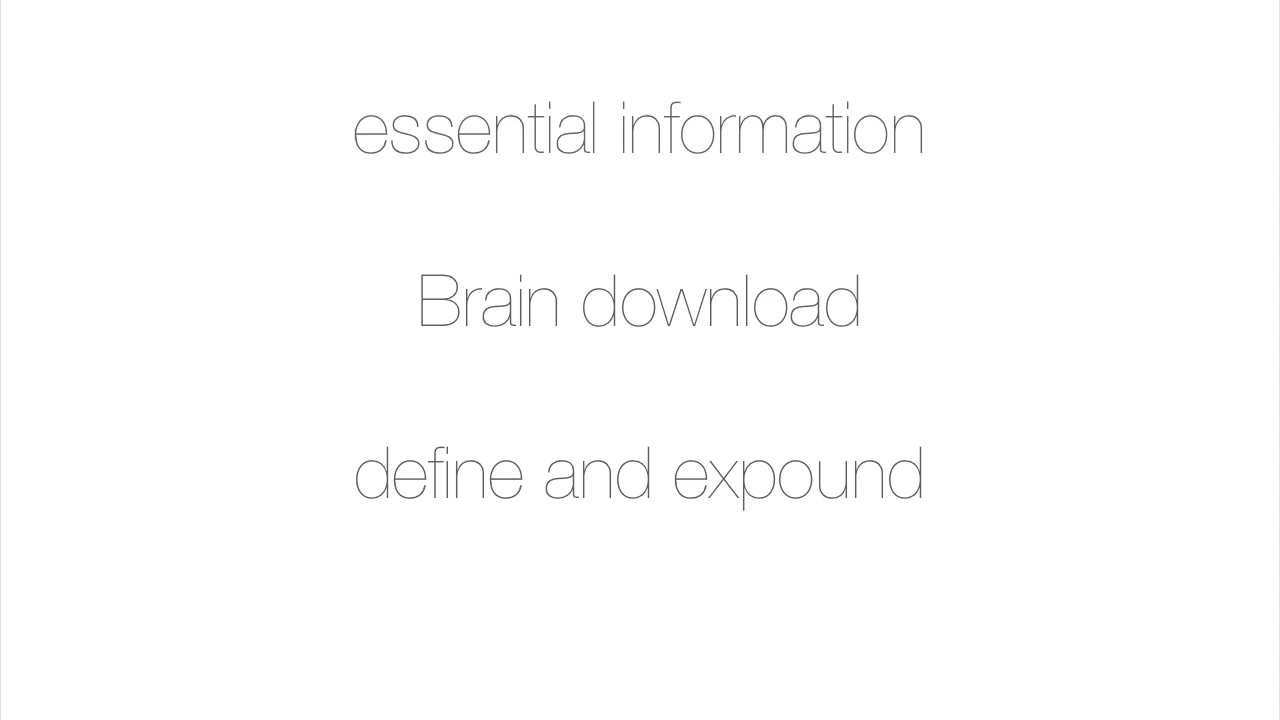 essential information
Brain download
define and expound